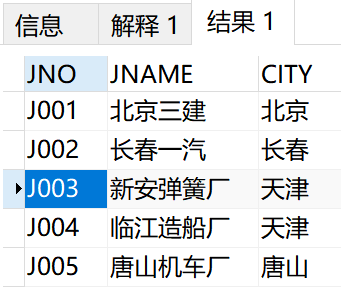 信息 解释 1 结果 1
JNO JNAME CITY
J001 北京三建 北京
J002 长春一汽 长春
J003 新安弹簧厂 天津
J004 临江造船厂 天津
J005 唐山机车厂 唐山